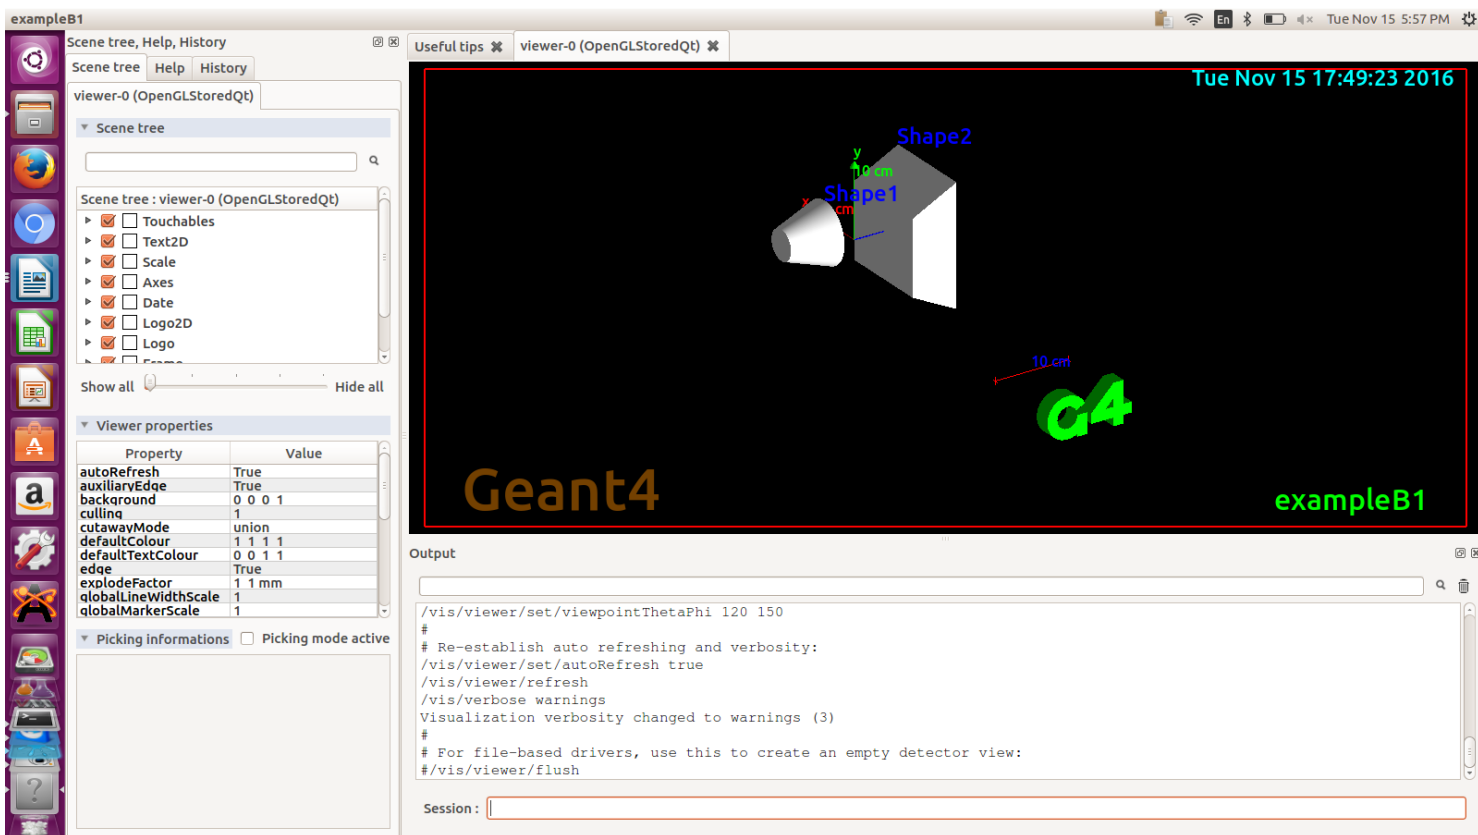 exampleB1
En
Tue Nov 15 5:57 PM
Scene tree, Help, History
Scene tree Help History
viewer-0 (OpenGLStoredQt)
Scene tree
Scene tree : viewer-0 (OpenGLStoredQt)
Touchables
Text2D
Scale
Axes
Date
Logo2D
Logo
Frame
Show all Hide all
Viewer properties
Property Value
autoRefresh True
auxiliaryEdge True
background 0 0 0 1
culling 1
cutawayMode union
defaultColour 1 1 1 1
defaultTextColour 0 0 1 1
edge True
explodeFactor 1 1 mm
globalLineWidthScale 1
globalMarkerScale 1
Picking informations Picking mode active
Useful tips viewer-0 (OpenGLStoredQt)
Tue Nov 15 17:49:23 2016
Shape2
y
10 cm
Shape1
x
cm
10 cm
G4
Geant4
exampleB1
Output
/vis/viewer/set/viewpointThetaPhi 120 150
#
# Re-establish auto refreshing and verbosity:
/vis/viewer/set/autoRefresh true
/vis/viewer/refresh
/vis/verbose warnings
Visualization verbosity changed to warnings (3)
#
# For file-based drivers, use this to create an empty detector view:
#/vis/viewer/flush
Session :